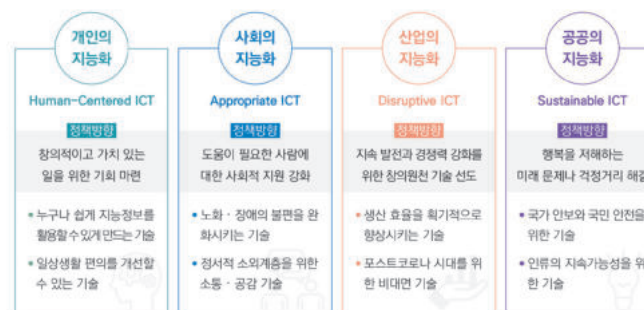 개인의
지능화
Human-Centered ICT
정책방향
창의적이고 가치 있는
일을 위한 기회 마련
• 누구나 쉽게 지능정보를
활용할 수 있게 만드는 기술
• 일상생활 편의를 개선할
수 있는 기술
사회의
지능화
Appropriate ICT
정책방향
도움이 필요한 사람에
대한 사회적 지원 강화
• 노화 · 장애의 불편을 완
화시키는 기술
• 정서적 소외계층을 위한
소통 · 공감 기술
산업의
지능화
Disruptive ICT
정책방향
지속 발전과 경쟁력 강화를
위한 창의원천 기술 선도
• 생산 효율을 획기적으로
향상시키는 기술
• 포스트코로나 시대를 위
한 비대면 기술
공공의
지능화
Sustainable ICT
정책방향
행복을 저해하는
미래 문제나 걱정거리 해결
• 국가 안보와 국민 안전을
위한 기술
• 인류의 지속가능성을 위
한 기술